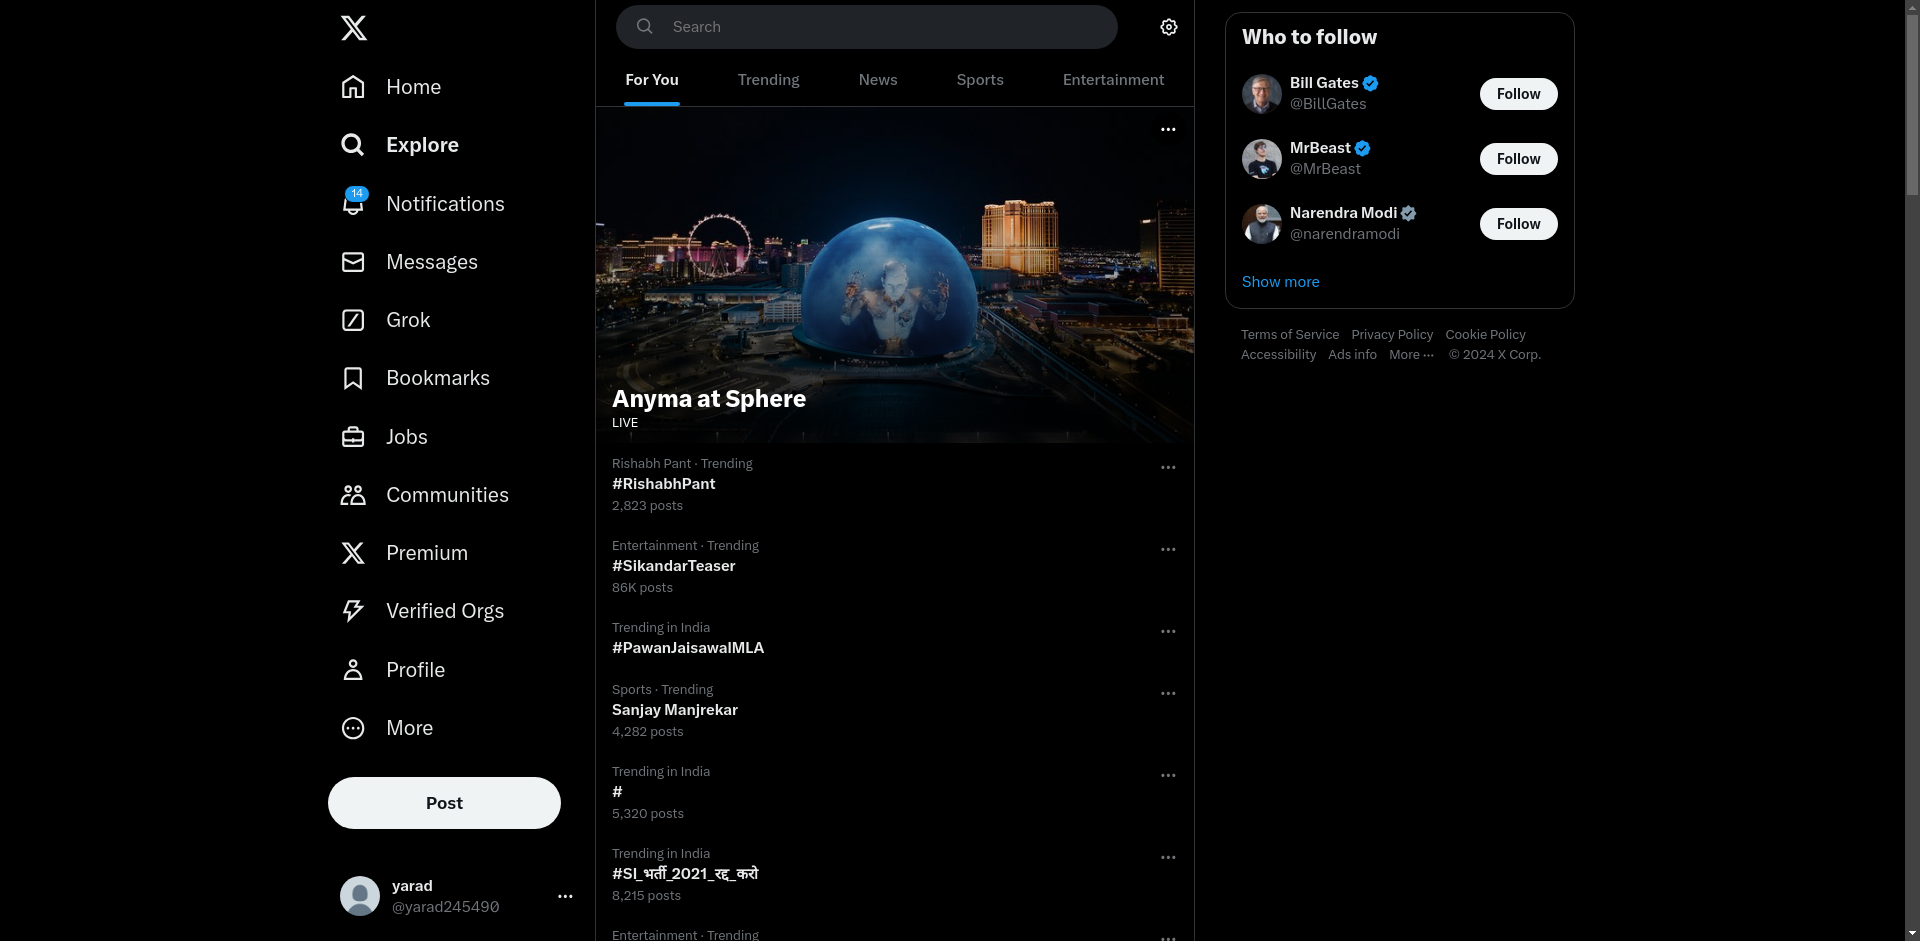 Home
Explore
14
Notifications
Messages
Grok
Bookmarks
Jobs
Communities
Premium
Verified Orgs
Profile
More
Post
yarad
@yarad245490
Search
For You
Trending
News
Sports
Entertainment
Anyma at Sphere
LIVE
Rishabh Pant · Trending
#RishabhPant
2,823 posts
Entertainment · Trending
#SikandarTeaser
86K posts
Trending in India
#PawanJaisawalMLA
Sports · Trending
Sanjay Manjrekar
4,282 posts
Trending in India
#
5,320 posts
Trending in India
#SI_भर्ती_2021_रद्द_करो
8,215 posts
Entertainment · Trending
Who to follow
Bill Gates
@BillGates
Follow
MrBeast
@MrBeast
Follow
Narendra Modi
@narendramodi
Follow
Show more
Terms of Service Privacy Policy Cookie Policy
Accessibility Ads info More ··· © 2024 X Corp.